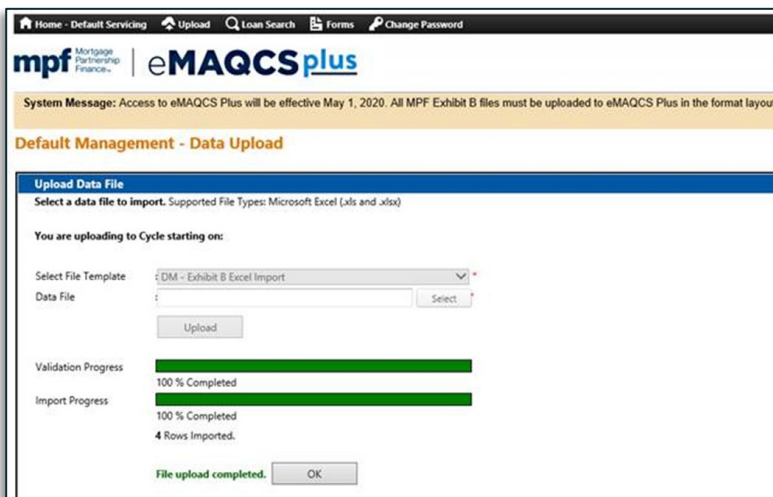 Home - Default Servicing Upload Loan Search Forms Change Password
mpf Mortgage Partnership Finance™ | eMAQCS plus
System Message: Access to eMAQCS Plus will be effective May 1, 2020. All MPF Exhibit B files must be uploaded to eMAQCS Plus in the format layou
Default Management - Data Upload
Upload Data File
Select a data file to import. Supported File Types: Microsoft Excel (.xls and .xlsx)
You are uploading to Cycle starting on:
Select File Template : DM - Exhibit B Excel Import *
Data File : Select *
Upload
Validation Progress
100 % Completed
Import Progress
100 % Completed
4 Rows Imported.
File upload completed. OK